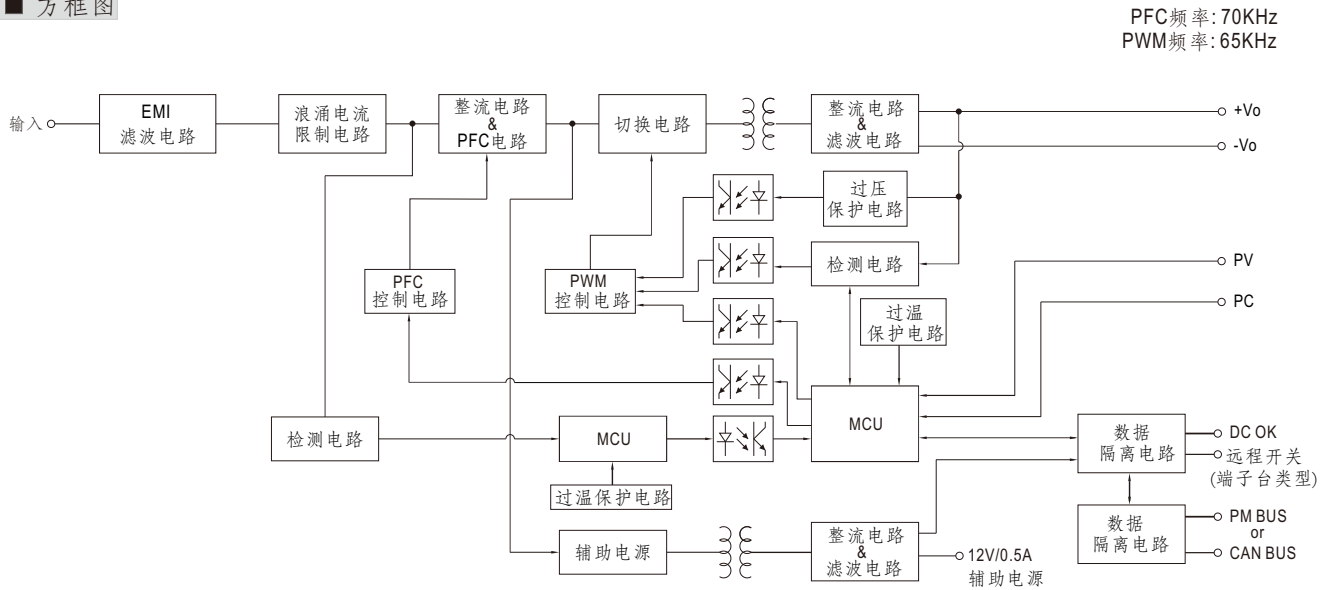 ■ 方框图
PFC频率: 70KHz
PWM频率: 65KHz
输入
EMI
滤波电路
浪涌电流
限制电路
整流电路
&
PFC电路
切换电路
整流电路
&
滤波电路
+Vo
-Vo
过压
保护电路
检测电路
PV
PC
PFC
控制电路
PWM
控制电路
过温
保护电路
检测电路
MCU
MCU
数据
隔离电路
DC OK
远程开关
(端子台类型)
过温保护电路
辅助电源
整流电路
&
滤波电路
12V/0.5A
辅助电源
数据
隔离电路
PM BUS
or
CAN BUS